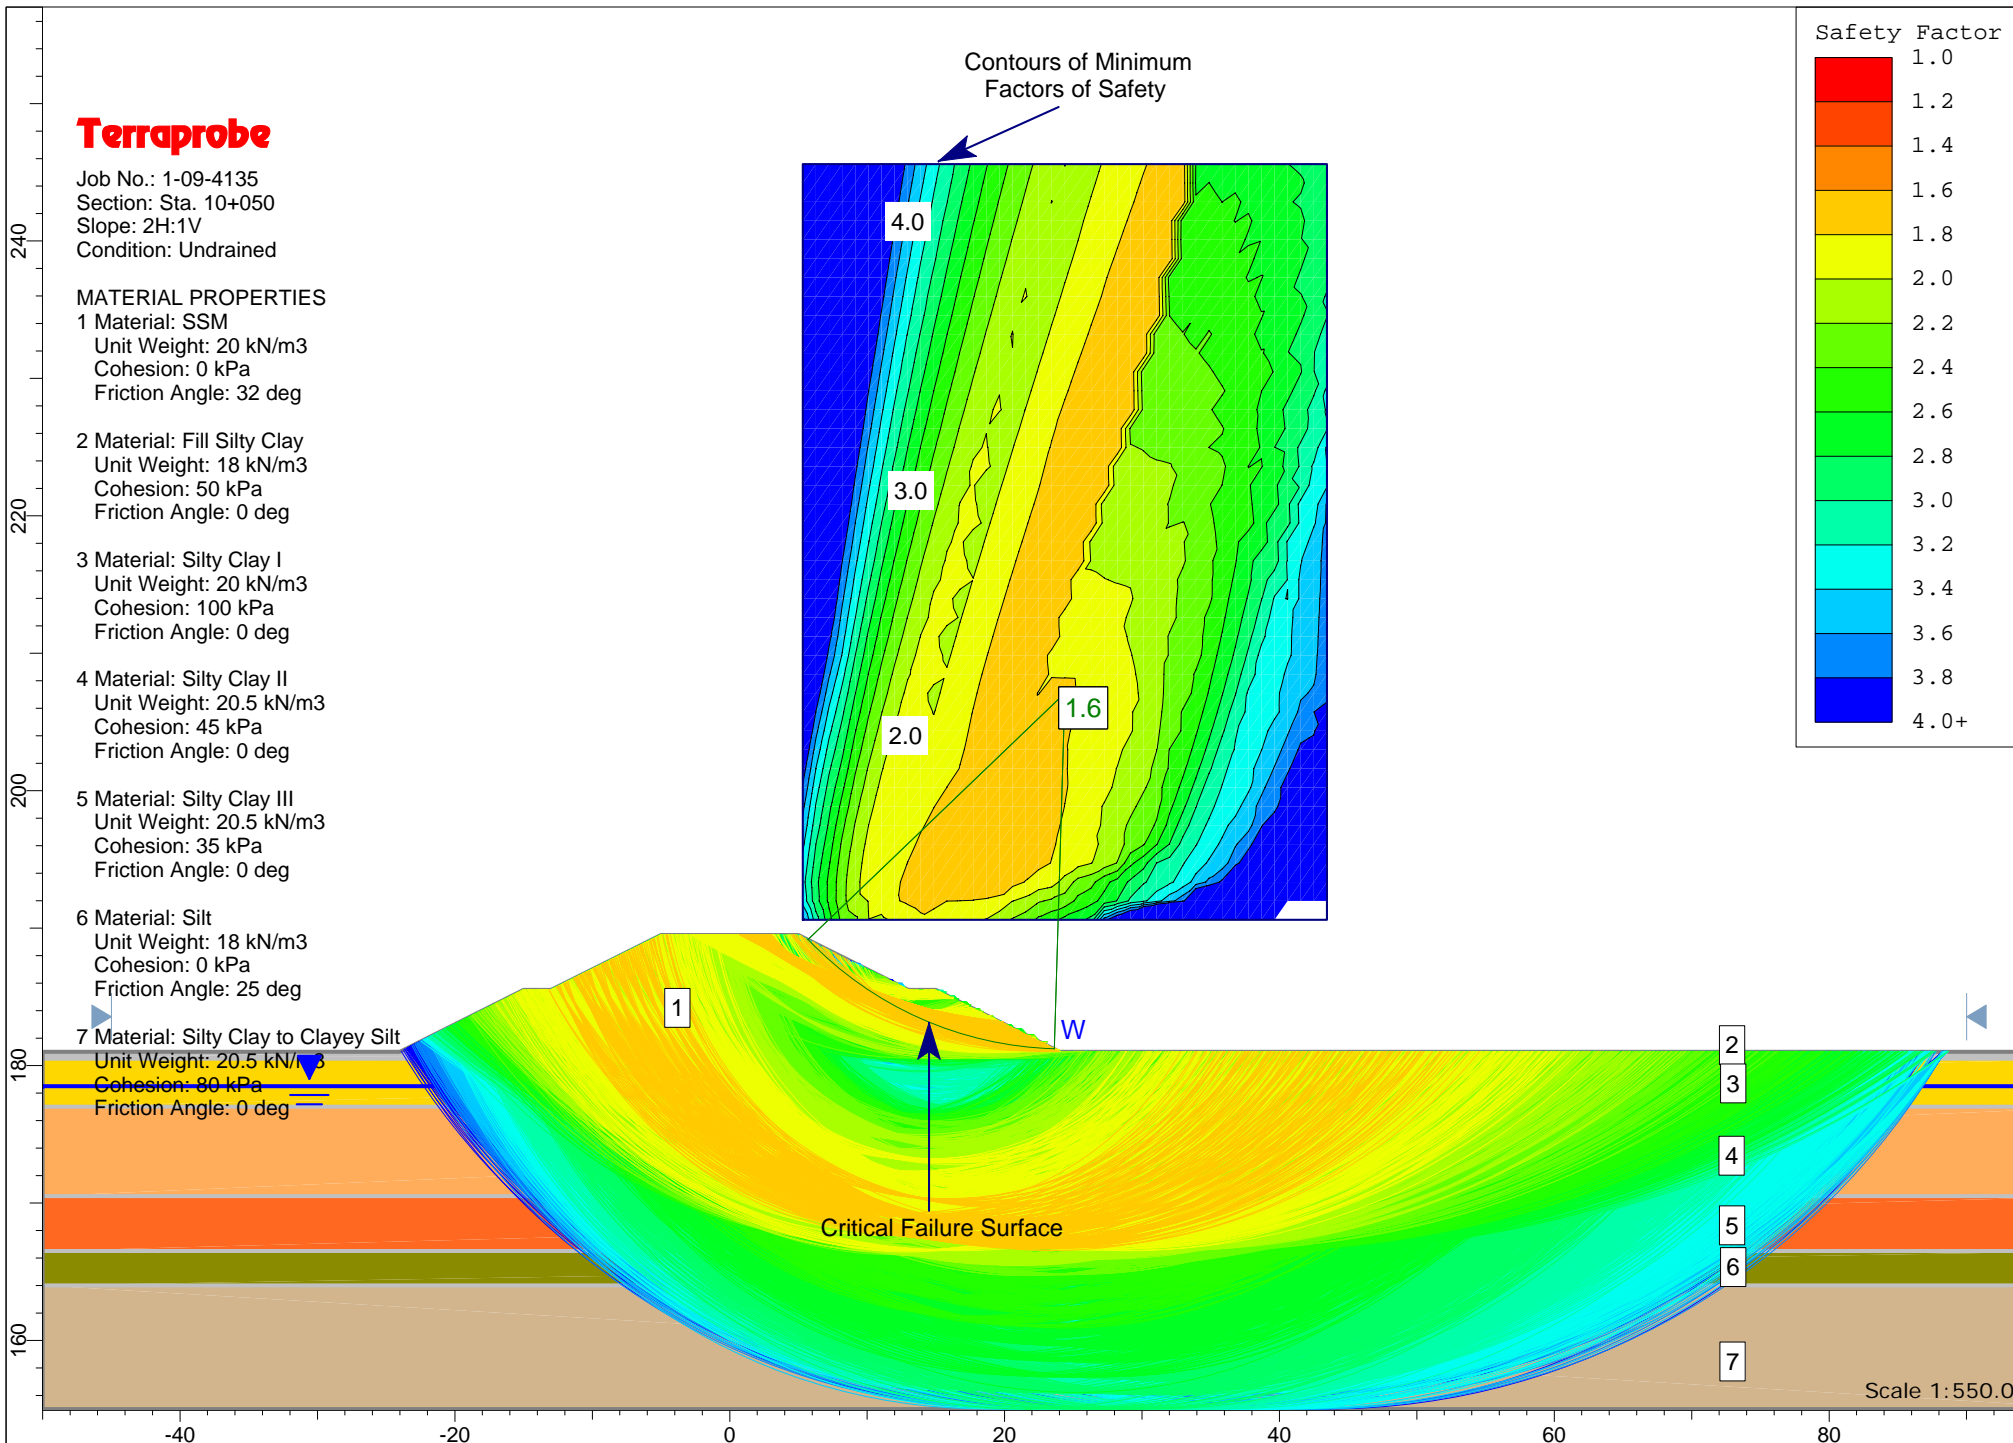 Terraprobe
Job No.: 1-09-4135
Section: Sta. 10+050
Slope: 2H:1V
Condition: Undrained
MATERIAL PROPERTIES
1 Material: SSM
Unit Weight: 20 kN/m3
Cohesion: 0 kPa
Friction Angle: 32 deg
2 Material: Fill Silty Clay
Unit Weight: 18 kN/m3
Cohesion: 50 kPa
Friction Angle: 0 deg
3 Material: Silty Clay I
Unit Weight: 20 kN/m3
Cohesion: 100 kPa
Friction Angle: 0 deg
4 Material: Silty Clay II
Unit Weight: 20.5 kN/m3
Cohesion: 45 kPa
Friction Angle: 0 deg
5 Material: Silty Clay III
Unit Weight: 20.5 kN/m3
Cohesion: 35 kPa
Friction Angle: 0 deg
6 Material: Silt
Unit Weight: 18 kN/m3
Cohesion: 0 kPa
Friction Angle: 25 deg
7 Material: Silty Clay to Clayey Silt
Unit Weight: 20.5 kN/m3
Cohesion: 80 kPa
Friction Angle: 0 deg
Contours of Minimum
Factors of Safety
4.0
3.0
2.0
1.6
Safety Factor
1.0
1.2
1.4
1.6
1.8
2.0
2.2
2.4
2.6
2.8
3.0
3.2
3.4
3.6
3.8
4.0+
1
W
Critical Failure Surface
2
3
4
5
6
7
Scale 1:550.0
240
220
200
180
160
-40
-20
0
20
40
60
80